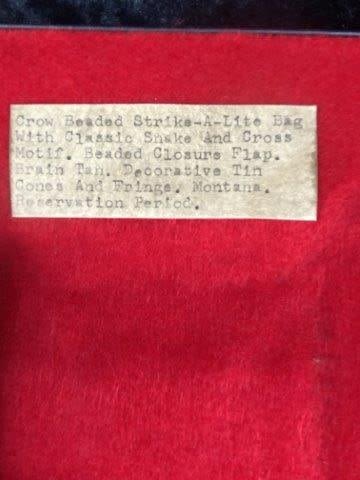 Crow Beaded Strike-A-Lite Bag
With Classic Snake And Cross
Motif. Beaded Closure Flap.
Brain Tan. Decorative Tin
Cones And Fringe. Montana.
Reservation Period.